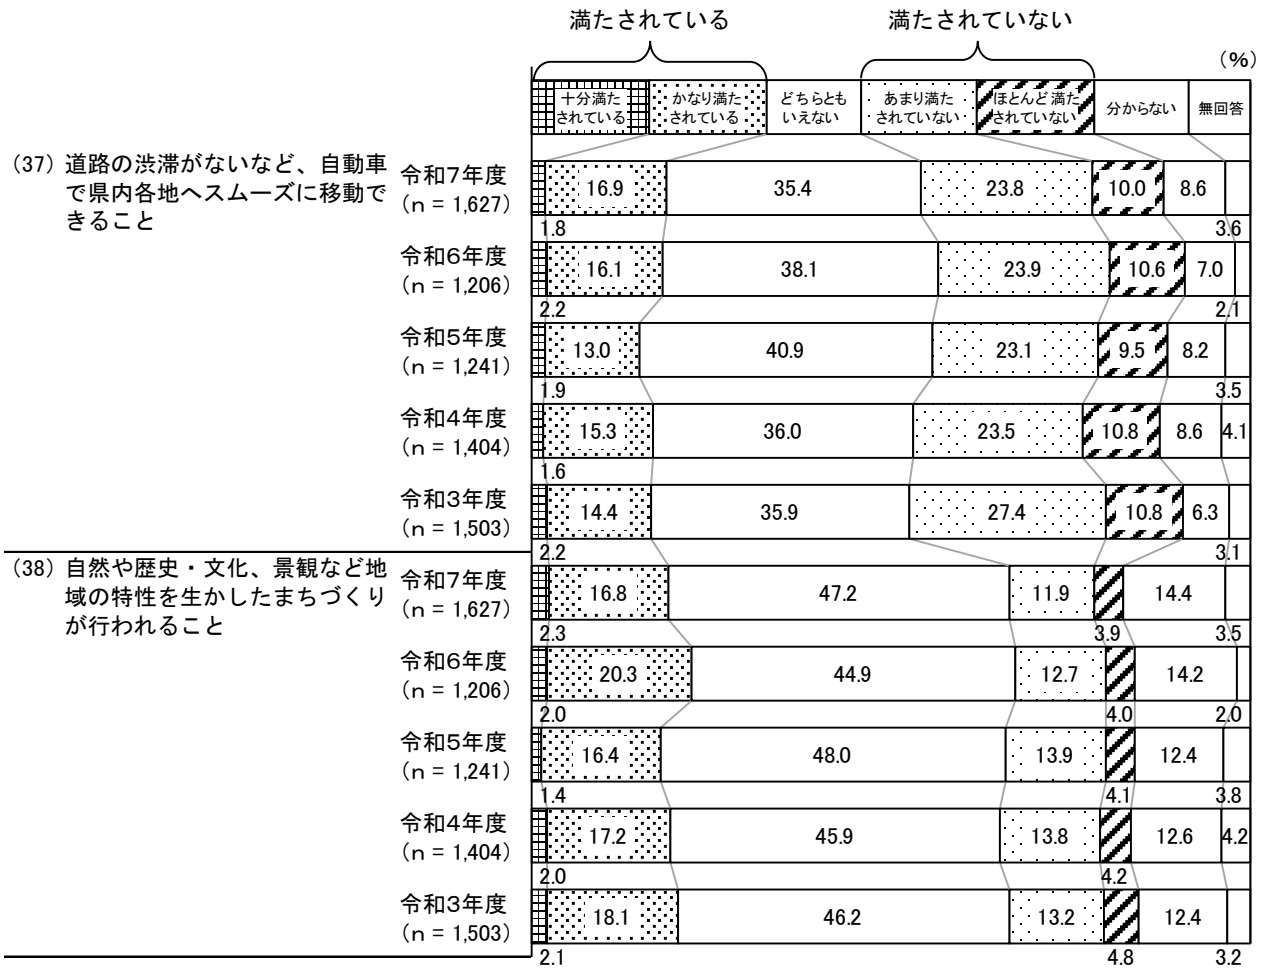 満たされている 満たされていない
（%）
十分満た かなり満た どちらとも あまり満た ほとんど満た 分からない 無回答
されている されている いえない されていない されていない
（37）道路の渋滞がないなど、自動車
で県内各地へスムーズに移動で
きること
令和7年度
（n = 1,627）
16.9 35.4 23.8 10.0 8.6
1.8 3.6
令和6年度
（n = 1,206）
16.1 38.1 23.9 10.6 7.0
2.2 2.1
令和5年度
（n = 1,241）
13.0 40.9 23.1 9.5 8.2
1.9 3.5
令和4年度
（n = 1,404）
15.3 36.0 23.5 10.8 8.6 4.1
1.6
令和3年度
（n = 1,503）
14.4 35.9 27.4 10.8 6.3
2.2 3.1
（38）自然や歴史・文化、景観など地
域の特性を生かしたまちづくり
が行われること
令和7年度
（n = 1,627）
16.8 47.2 11.9 14.4
2.3 3.9 3.5
令和6年度
（n = 1,206）
20.3 44.9 12.7 14.2
2.0 4.0 2.0
令和5年度
（n = 1,241）
16.4 48.0 13.9 12.4
1.4 4.1 3.8
令和4年度
（n = 1,404）
17.2 45.9 13.8 12.6 4.2
2.0 4.2
令和3年度
（n = 1,503）
18.1 46.2 13.2 12.4
2.1 4.8 3.2